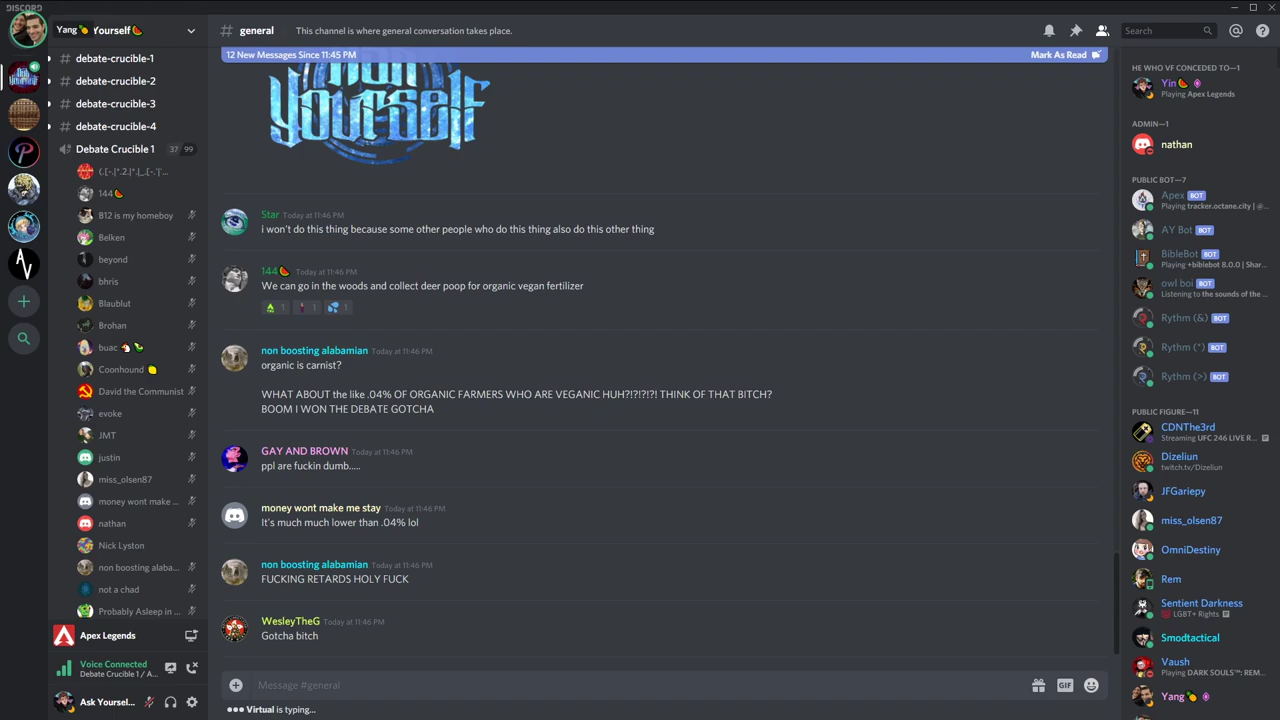 DISCORD
Yang🍍 Yourself🍉
# general
This channel is where general conversation takes place.
Search
12 New Messages Since 11:45 PM
Mark As Read
# debate-crucible-1
# debate-crucible-2
# debate-crucible-3
# debate-crucible-4
Debate Crucible 1 37 99
(.[-.|*.2.|*.|_.[-.'|'...
144🍉
B12 is my homeboy
Belken
beyond
bhris
Blaublut
Brohan
buac
Coonhound 🍋
David the Communist
evoke
JMT
justin
miss_olsen87
money wont make ...
nathan
Nick Lyston
non boosting alaba...
not a chad
Probably Asleep in ...
Apex Legends
Voice Connected
Debate Crucible 1 / A...
Ask Yoursel...
non
yourself
Star Today at 11:46 PM
i won't do this thing because some other people who do this thing also do this other thing
144🍉 Today at 11:46 PM
We can go in the woods and collect deer poop for organic vegan fertilizer
1 1 1
non boosting alabamian Today at 11:46 PM
organic is carnist?
WHAT ABOUT the like .04% OF ORGANIC FARMERS WHO ARE VEGANIC HUH?!?!?!?! THINK OF THAT BITCH?
BOOM I WON THE DEBATE GOTCHA
GAY AND BROWN Today at 11:46 PM
ppl are fuckin dumb.....
money wont make me stay Today at 11:46 PM
It's much much lower than .04% lol
non boosting alabamian Today at 11:46 PM
FUCKING RETARDS HOLY FUCK
WesleyTheG Today at 11:46 PM
Gotcha bitch
Message #general
GIF
Virtual is typing...
HE WHO VF CONCEDED TO—1
Yin🍉
Playing Apex Legends
ADMIN—1
nathan
PUBLIC BOT—7
Apex BOT
Playing tracker.octane.city | @...
AY Bot BOT
BibleBot BOT
Playing +biblebot 8.0.0 | Shar...
owl boi BOT
Listening to the sounds of the ...
Rythm (&) BOT
Rythm (*) BOT
Rythm (>) BOT
PUBLIC FIGURE—11
CDNThe3rd
Streaming UFC 246 LIVE R...
Dizeliun
twitch.tv/Dizeliun
JFGariepy
miss_olsen87
OmniDestiny
Rem
Sentient Darkness
LGBT+ Rights
Smodtactical
Vaush
Playing DARK SOULS™: REM...
Yang🍍